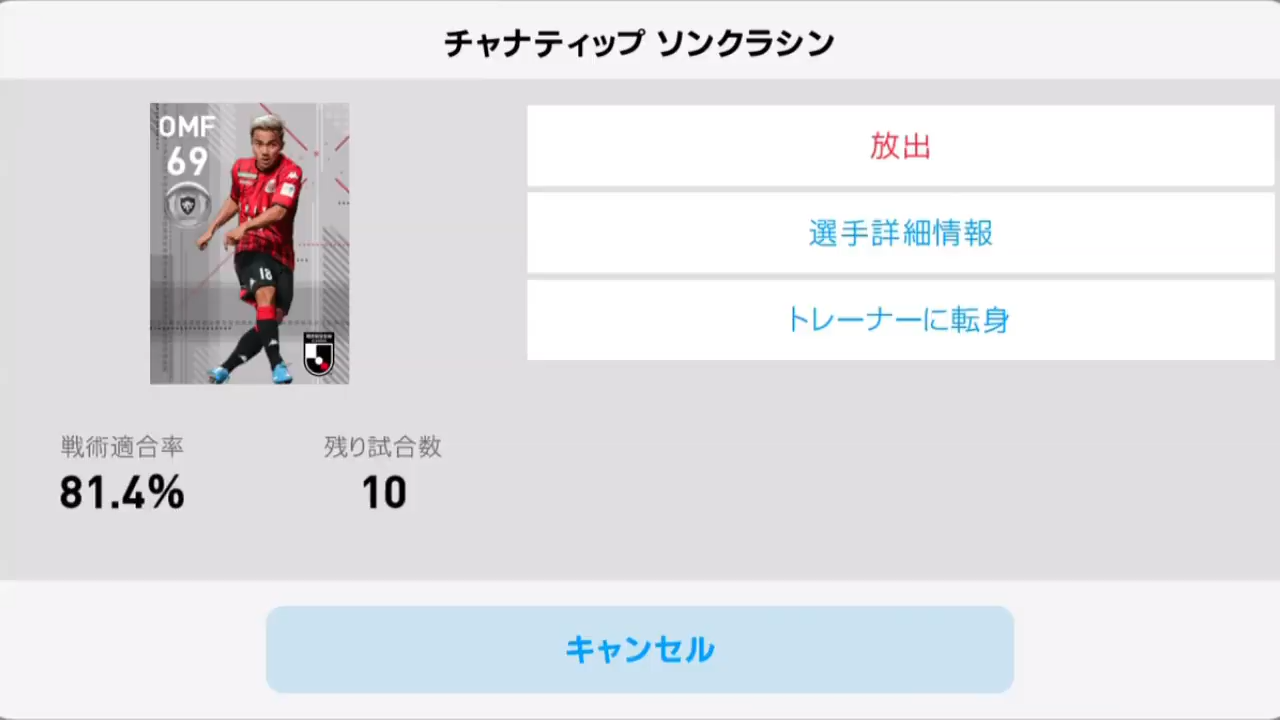 チャナティップ ソンクラシン
OMF
69
18
放出
選手詳細情報
トレーナーに転身
戦術適合率
81.4%
残り試合数
10
キャンセル